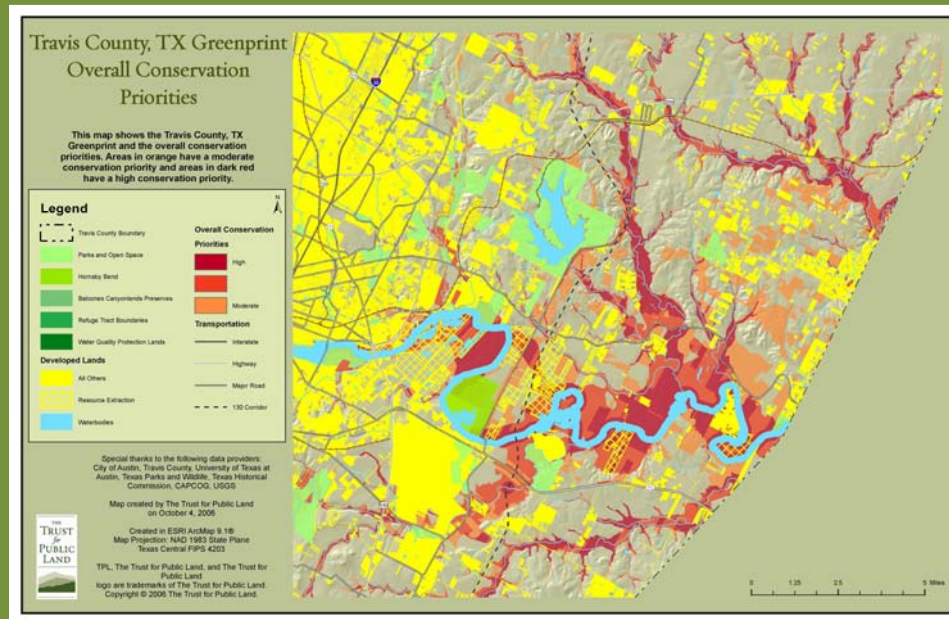 Travis County, TX Greenprint
Overall Conservation
Priorities
This map shows the Travis County, TX
Greenprint and the overall conservation
priorities. Areas in orange have a moderate
conservation priority and areas in dark red
have a high conservation priority.
Legend
N
Travis County Boundary
Parks and Open Space
Hornsby Bend
Balcones Canyonlands Preserves
Refuge Tract Boundaries
Water Quality Protection Lands
Developed Lands
All Others
Resource Extraction
Waterbodies
Overall Conservation
Priorities
High
Moderate
Transportation
Interstate
Highway
Major Road
130 Corridor
Special thanks to the following data providers:
City of Austin, Travis County, University of Texas at
Austin, Texas Parks and Wildlife, Texas Historical
Commission, CAPCOG, USGS
Map created by The Trust for Public Land
on October 4, 2006
Created in ESRI ArcMap 9.1®
Map Projection: NAD 1983 State Plane
Texas Central FIPS 4203
TPL, The Trust for Public Land, and The Trust for
Public Land
logo are trademarks of The Trust for Public Land.
Copyright © 2006 The Trust for Public Land.
THE
TRUST
for
PUBLIC
LAND
0 1.25 2.5 5 Miles